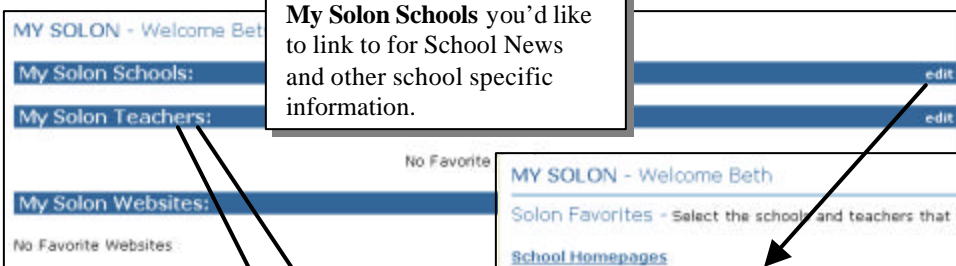 My Solon Schools you’d like
to link to for School News
and other school specific
information.
MY SOLON - Welcome
My Solon Schools: edit
My Solon Teachers: edit
No Favorite
My Solon Websites:
No Favorite Websites
MY SOLON - Welcome Beth
Solon Favorites - Select the schools and teachers that
School Homepages